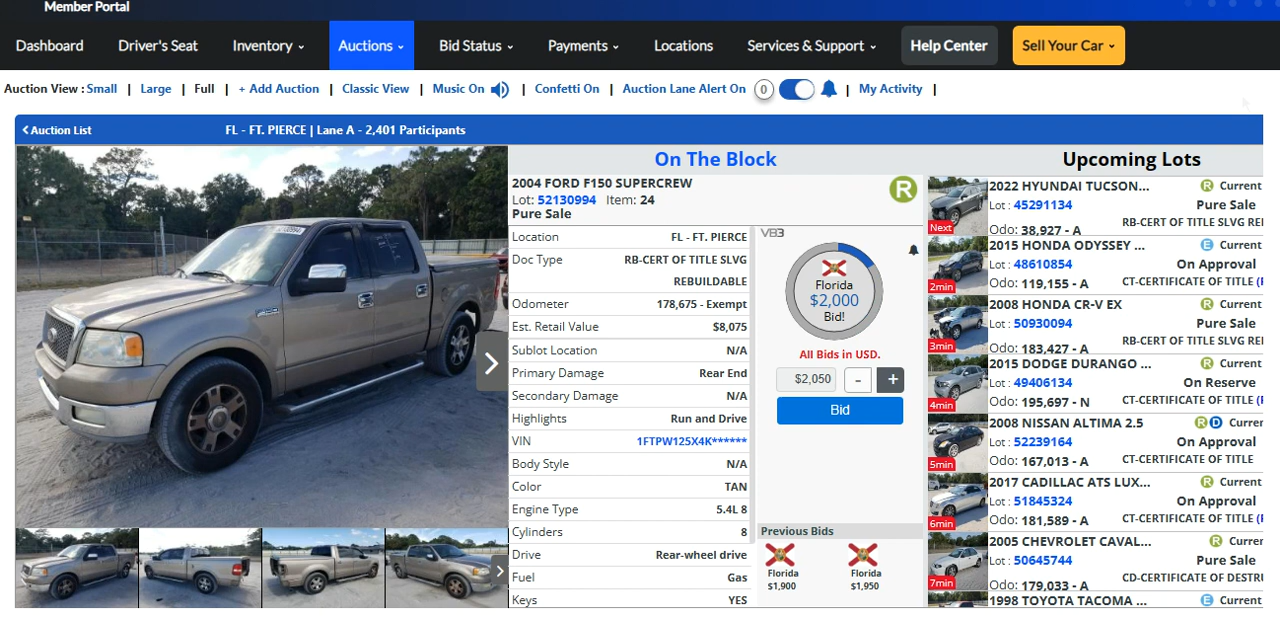 Member Portal
Dashboard Driver's Seat Inventory Auctions Bid Status Payments Locations Services & Support Help Center Sell Your Car
Auction View : Small | Large | Full | + Add Auction | Classic View | Music On | Confetti On | Auction Lane Alert On 0 | My Activity |
Auction List FL - FT. PIERCE | Lane A - 2,401 Participants
On The Block
2004 FORD F150 SUPERCREW
Lot: 52130994 Item: 24
Pure Sale
R
Location FL - FT. PIERCE
Doc Type RB-CERT OF TITLE SLVG
REBUILDABLE
Odometer 178,675 - Exempt
Est. Retail Value $8,075
Sublot Location N/A
Primary Damage Rear End
Secondary Damage N/A
Highlights Run and Drive
VIN 1FTPW125X4K******
Body Style N/A
Color TAN
Engine Type 5.4L 8
Cylinders 8
Drive Rear-wheel drive
Fuel Gas
Keys YES
VB3
Florida
$2,000
Bid!
All Bids in USD.
$2,050 - +
Bid
Previous Bids
Florida Florida
$1,900 $1,950
Upcoming Lots
2022 HYUNDAI TUCSON... R Current
Lot : 45291134 Pure Sale
RB-CERT OF TITLE SLVG REI
Next Odo: 38,927 - A
2015 HONDA ODYSSEY ... E Current
Lot : 48610854 On Approval
2min Odo: 119,155 - A CT-CERTIFICATE OF TITLE (F
2008 HONDA CR-V EX R Current
Lot : 50930094 Pure Sale
RB-CERT OF TITLE SLVG REI
3min Odo: 183,427 - A
2015 DODGE DURANGO ... R Current
Lot : 49406134 On Reserve
4min Odo: 195,697 - N CT-CERTIFICATE OF TITLE (F
2008 NISSAN ALTIMA 2.5 R D Curren
Lot : 52239164 On Approval
5min Odo: 167,013 - A CT-CERTIFICATE OF TITLE
2017 CADILLAC ATS LUX... R Current
Lot : 51845324 On Approval
6min Odo: 181,589 - A CT-CERTIFICATE OF TITLE (F
2005 CHEVROLET CAVAL... R Curren
Lot : 50645744 Pure Sale
7min Odo: 179,033 - A CD-CERTIFICATE OF DESTRU
1998 TOYOTA TACOMA ... E Current